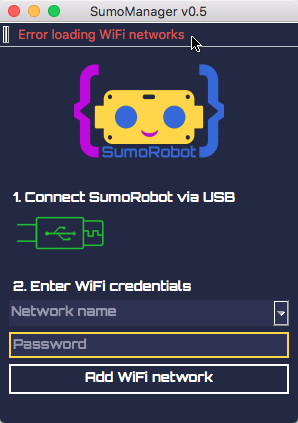 SumoManager v0.5
Error loading WiFi networks
SumoRobot
1. Connect SumoRobot via USB
2. Enter WiFi credentials
Network name
Password
Add WiFi network